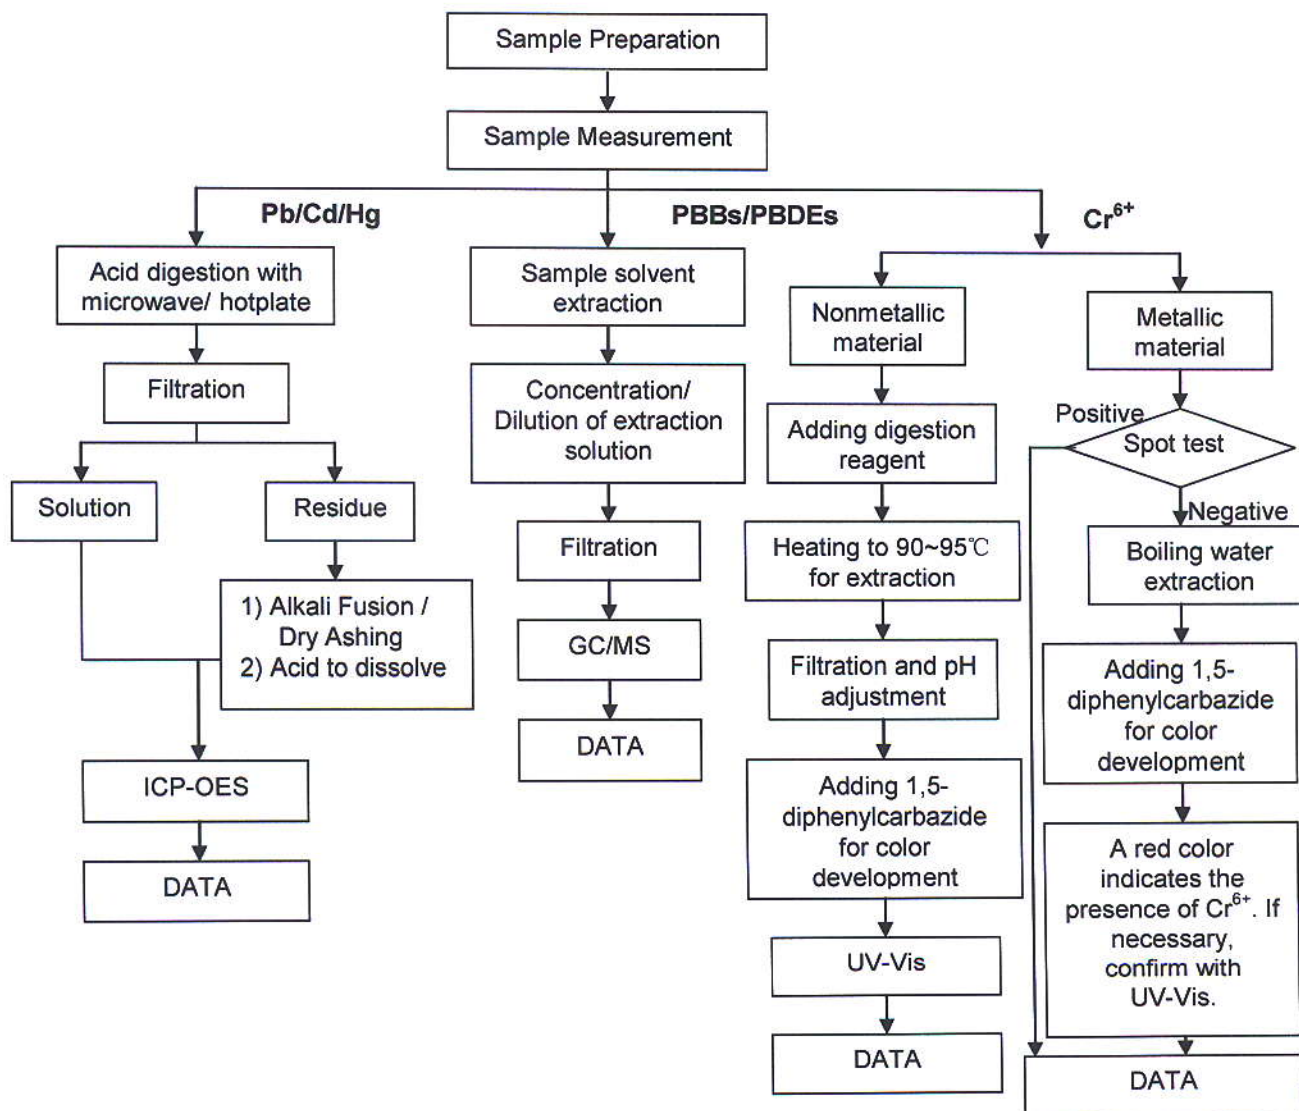 Sample Preparation
Sample Measurement
Pb/Cd/Hg
PBBs/PBDEs
Cr⁶⁺
Acid digestion with
microwave/ hotplate
Filtration
Solution
Residue
1) Alkali Fusion /
Dry Ashing
2) Acid to dissolve
ICP-OES
DATA
Sample solvent
extraction
Concentration/
Dilution of extraction
solution
Filtration
GC/MS
DATA
Nonmetallic
material
Adding digestion
reagent
Heating to 90~95℃
for extraction
Filtration and pH
adjustment
Adding 1,5-
diphenylcarbazide
for color
development
UV-Vis
DATA
Metallic
material
Positive
Spot test
Negative
Boiling water
extraction
Adding 1,5-
diphenylcarbazide
for color
development
A red color
indicates the
presence of Cr⁶⁺. If
necessary,
confirm with
UV-Vis.
DATA